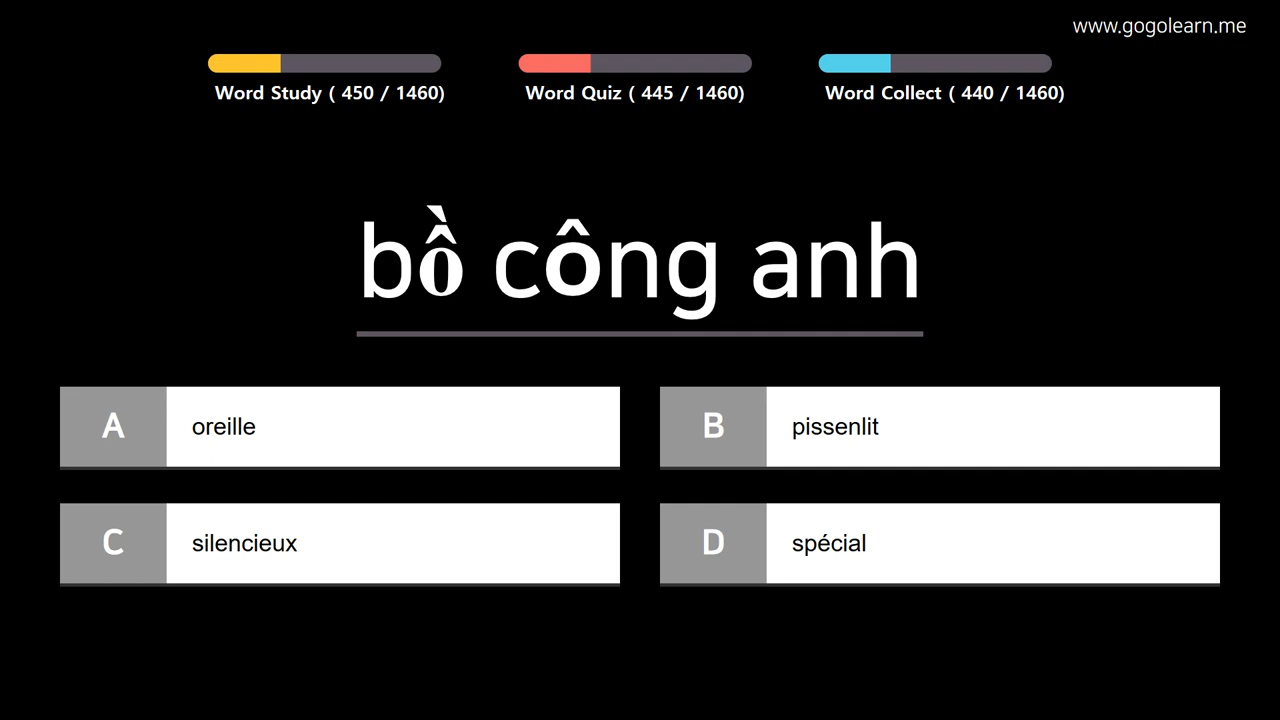 www.gogolearn.me
Word Study ( 450 / 1460)
Word Quiz ( 445 / 1460)
Word Collect ( 440 / 1460)
bồ công anh
A oreille
B pissenlit
C silencieux
D spécial